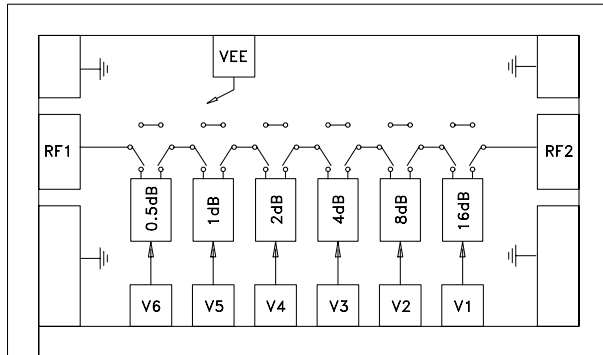 VEE
RF1
RF2
0.5dB 1dB 2dB 4dB 8dB 16dB
V6 V5 V4 V3 V2 V1